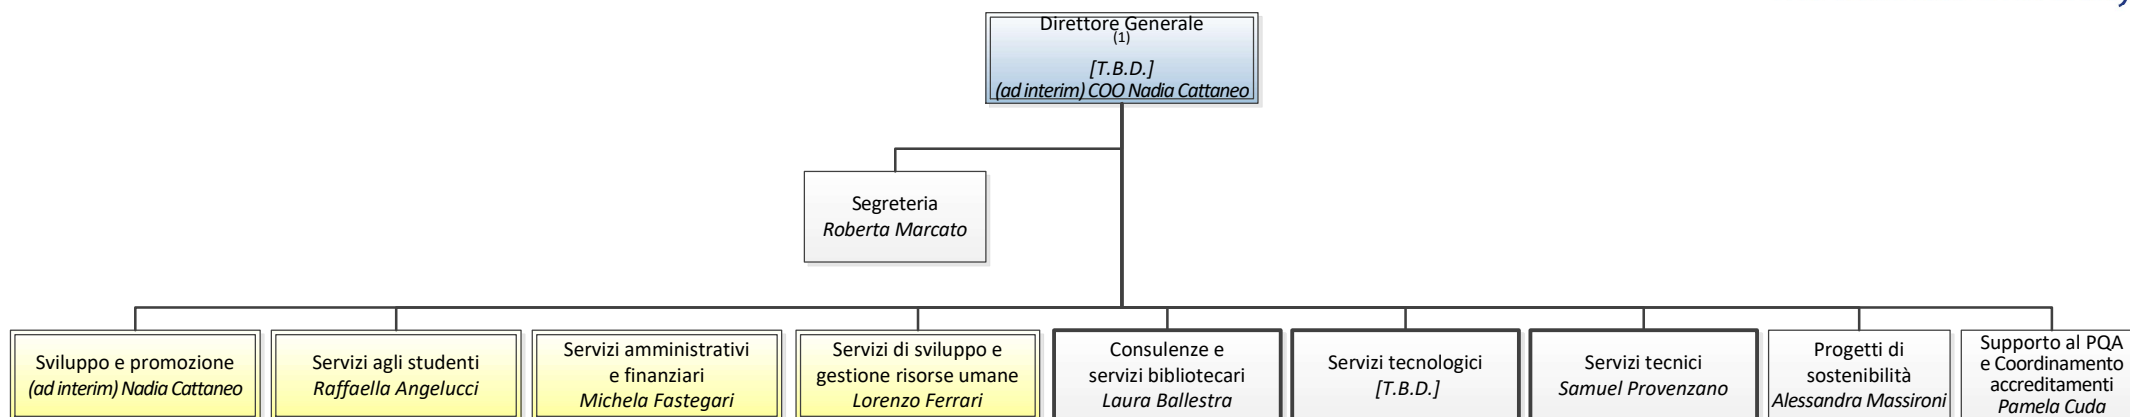 Direttore Generale
(1)
[T.B.D.]
(ad interim) COO Nadia Cattaneo
Segreteria
Roberta Marcato
Sviluppo e promozione
(ad interim) Nadia Cattaneo
Servizi agli studenti
Raffaella Angelucci
Servizi amministrativi
e finanziari
Michela Fastegari
Servizi di sviluppo e
gestione risorse umane
Lorenzo Ferrari
Consulenze e
servizi bibliotecari
Laura Ballestra
Servizi tecnologici
[T.B.D.]
Servizi tecnici
Samuel Provenzano
Progetti di
sostenibilità
Alessandra Massironi
Supporto al PQA
e Coordinamento
accreditamenti
Pamela Cuda